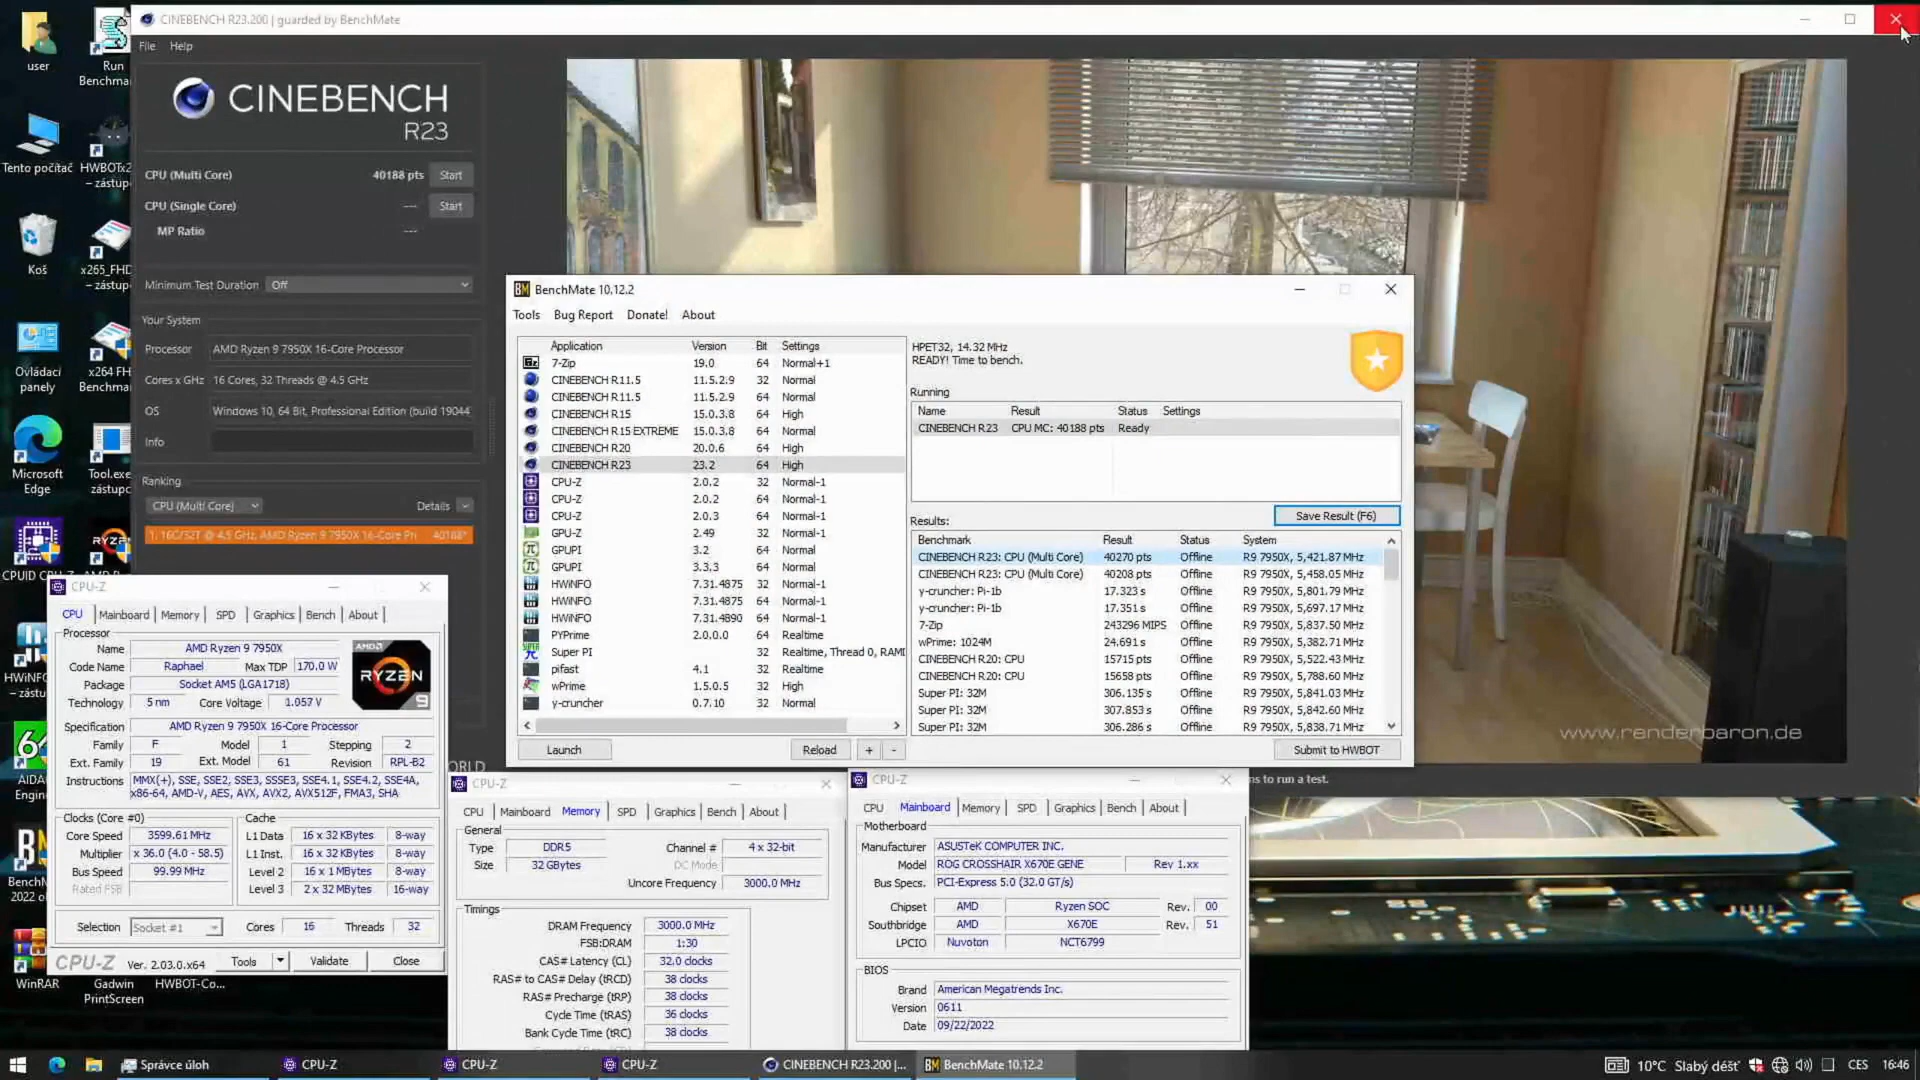 CINEBENCH R23.200 | guarded by BenchMate
File Help
CINEBENCH
R23
CPU (Multi Core) 40188 pts Start
CPU (Single Core) --- Start
MP Ratio ---
Minimum Test Duration Off
Your System
Processor AMD Ryzen 9 7950X 16-Core Processor
Cores x GHz 16 Cores, 32 Threads @ 4.5 GHz
OS Windows 10, 64 Bit, Professional Edition (build 19044
Info
Ranking
CPU (Multi Core) Details
1. 16C/32T @ 4.5 GHz, AMD Ryzen 9 7950X 16-Core Pr 40188*
user
Run
Benchmar
Tento počítač
HWBOTx2
– zástup
Koš
x265_FHD
– zástupc
Ovládací
panely
x264 FH
Benchmar
Microsoft
Edge
Tool.exe
zástupc
CPUID CPU-Z
HWiNFO
– zástu
AIDA
Engin
BenchM
2022 ol
WinRAR
Gadwin
PrintScreen
HWBOT-Co...
BenchMate 10.12.2
Tools Bug Report Donate! About
Application Version Bit Settings
7-Zip 19.0 64 Normal+1
CINEBENCH R11.5 11.5.2.9 32 Normal
CINEBENCH R11.5 11.5.2.9 64 Normal
CINEBENCH R15 15.0.3.8 64 High
CINEBENCH R15 EXTREME 15.0.3.8 64 Normal
CINEBENCH R20 20.0.6 64 High
CINEBENCH R23 23.2 64 High
CPU-Z 2.0.2 32 Normal-1
CPU-Z 2.0.2 64 Normal-1
CPU-Z 2.0.3 64 Normal-1
GPU-Z 2.49 32 Normal-1
GPUPI 3.2 64 Normal
GPUPI 3.3.3 64 Normal
HWiNFO 7.31.4875 32 Normal-1
HWiNFO 7.31.4875 64 Normal-1
HWiNFO 7.31.4890 64 Normal-1
PYPrime 2.0.0.0 64 Realtime
Super PI 32 Realtime, Thread 0, RAMI
pifast 4.1 32 Realtime
wPrime 1.5.0.5 32 High
y-cruncher 0.7.10 32 Normal
Launch Reload + -
HPET32, 14.32 MHz
READY! Time to bench.
Running
Name Result Status Settings
CINEBENCH R23 CPU MC: 40188 pts Ready
Results: Save Result (F6)
Benchmark Result Status System
CINEBENCH R23: CPU (Multi Core) 40270 pts Offline R9 7950X, 5,421.87 MHz
CINEBENCH R23: CPU (Multi Core) 40208 pts Offline R9 7950X, 5,458.05 MHz
y-cruncher: Pi-1b 17.323 s Offline R9 7950X, 5,801.79 MHz
y-cruncher: Pi-1b 17.351 s Offline R9 7950X, 5,697.17 MHz
7-Zip 243296 MIPS Offline R9 7950X, 5,837.50 MHz
wPrime: 1024M 24.691 s Offline R9 7950X, 5,382.71 MHz
CINEBENCH R20: CPU 15715 pts Offline R9 7950X, 5,522.43 MHz
CINEBENCH R20: CPU 15658 pts Offline R9 7950X, 5,788.60 MHz
Super PI: 32M 306.135 s Offline R9 7950X, 5,841.03 MHz
Super PI: 32M 307.853 s Offline R9 7950X, 5,842.60 MHz
Super PI: 32M 306.286 s Offline R9 7950X, 5,838.71 MHz
Submit to HWBOT
www.renderbaron.de
ORLD
ns to run a test.
CPU-Z
CPU Mainboard Memory SPD Graphics Bench About
Processor
Name AMD Ryzen 9 7950X
Code Name Raphael Max TDP 170.0 W
Package Socket AM5 (LGA1718)
Technology 5 nm Core Voltage 1.057 V
AMD
RYZEN
9
Specification AMD Ryzen 9 7950X 16-Core Processor
Family F Model 1 Stepping 2
Ext. Family 19 Ext. Model 61 Revision RPL-B2
Instructions MMX(+), SSE, SSE2, SSE3, SSSE3, SSE4.1, SSE4.2, SSE4A,
x86-64, AMD-V, AES, AVX, AVX2, AVX512F, FMA3, SHA
Clocks (Core #0)
Core Speed 3599.61 MHz
Multiplier x 36.0 (4.0 - 58.5)
Bus Speed 99.99 MHz
Rated FSB
Cache
L1 Data 16 x 32 KBytes 8-way
L1 Inst. 16 x 32 KBytes 8-way
Level 2 16 x 1 MBytes 8-way
Level 3 2 x 32 MBytes 16-way
Selection Socket #1 Cores 16 Threads 32
CPU-Z Ver. 2.03.0.x64 Tools Validate Close
CPU-Z
CPU Mainboard Memory SPD Graphics Bench About
General
Type DDR5 Channel # 4 x 32-bit
Size 32 GBytes DC Mode
Uncore Frequency 3000.0 MHz
Timings
DRAM Frequency 3000.0 MHz
FSB:DRAM 1:30
CAS# Latency (CL) 32.0 clocks
RAS# to CAS# Delay (tRCD) 38 clocks
RAS# Precharge (tRP) 38 clocks
Cycle Time (tRAS) 36 clocks
Bank Cycle Time (tRC) 38 clocks
CPU-Z
CPU Mainboard Memory SPD Graphics Bench About
Motherboard
Manufacturer ASUSTeK COMPUTER INC.
Model ROG CROSSHAIR X670E GENE Rev 1.xx
Bus Specs. PCI-Express 5.0 (32.0 GT/s)
Chipset AMD Ryzen SOC Rev. 00
Southbridge AMD X670E Rev. 51
LPCIO Nuvoton NCT6799
BIOS
Brand American Megatrends Inc.
Version 0611
Date 09/22/2022
Správce úloh CPU-Z CPU-Z CPU-Z CINEBENCH R23.200 |... BenchMate 10.12.2 10°C Slabý déšť CES 16:46